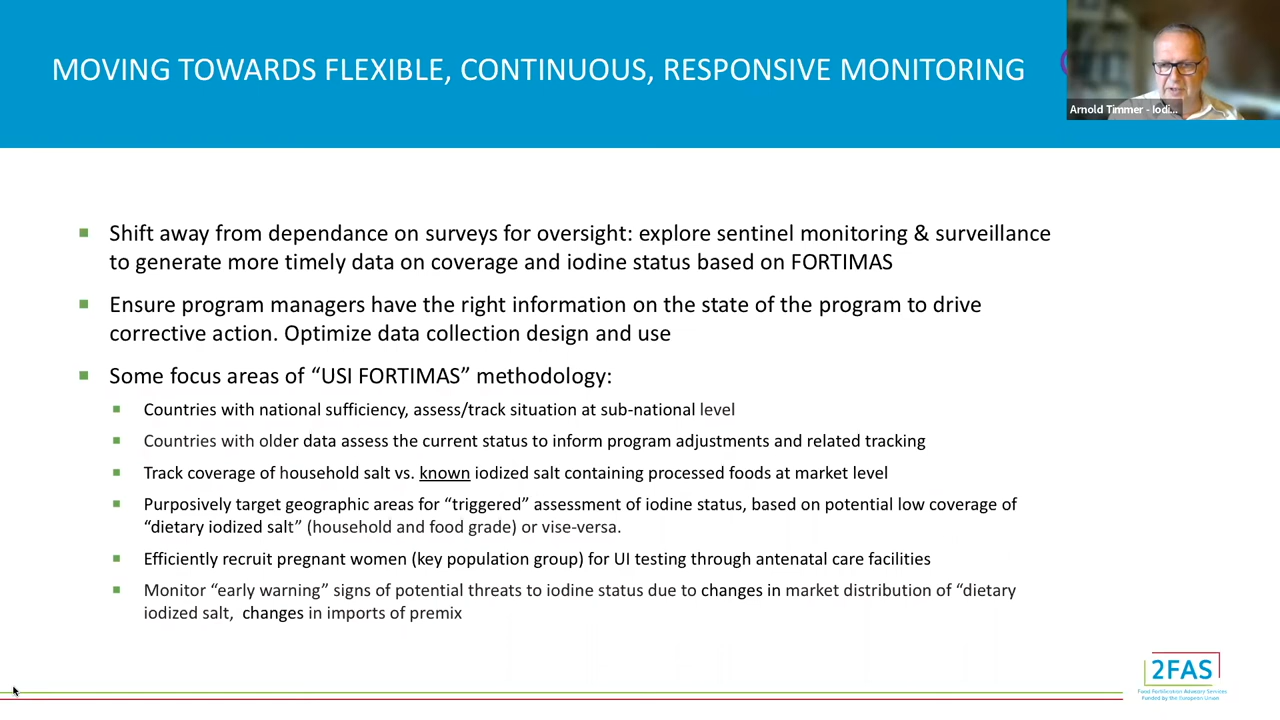 MOVING TOWARDS FLEXIBLE, CONTINUOUS, RESPONSIVE MONITORING
Arnold Timmer - Iodi...
Shift away from dependance on surveys for oversight: explore sentinel monitoring & surveillance
to generate more timely data on coverage and iodine status based on FORTIMAS
Ensure program managers have the right information on the state of the program to drive
corrective action. Optimize data collection design and use
Some focus areas of “USI FORTIMAS” methodology:
Countries with national sufficiency, assess/track situation at sub-national level
Countries with older data assess the current status to inform program adjustments and related tracking
Track coverage of household salt vs. known iodized salt containing processed foods at market level
Purposively target geographic areas for “triggered” assessment of iodine status, based on potential low coverage of
“dietary iodized salt” (household and food grade) or vise-versa.
Efficiently recruit pregnant women (key population group) for UI testing through antenatal care facilities
Monitor “early warning” signs of potential threats to iodine status due to changes in market distribution of “dietary
iodized salt, changes in imports of premix
2FAS
Food Fortification Advisory Services
Funded by the European Union